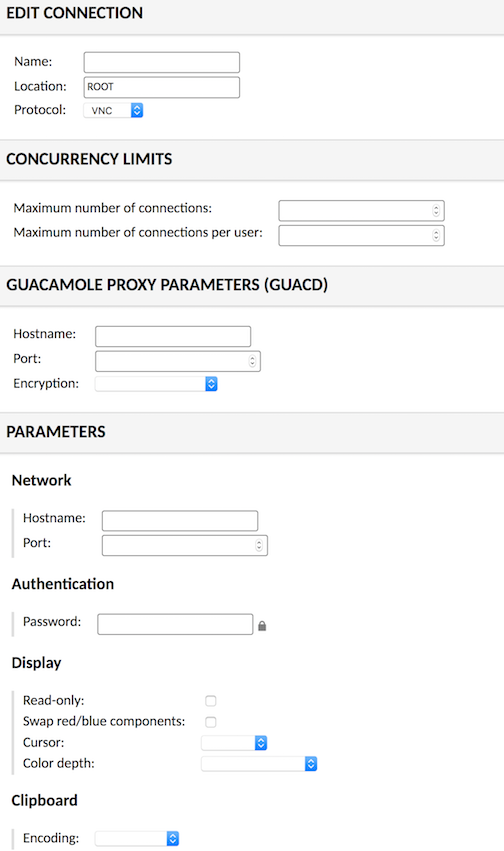 EDIT CONNECTION
Name:
Location: ROOT
Protocol: VNC
CONCURRENCY LIMITS
Maximum number of connections:
Maximum number of connections per user:
GUACAMOLE PROXY PARAMETERS (GUACD)
Hostname:
Port:
Encryption:
PARAMETERS
Network
Hostname:
Port:
Authentication
Password:
Display
Read-only:
Swap red/blue components:
Cursor:
Color depth:
Clipboard
Encoding: